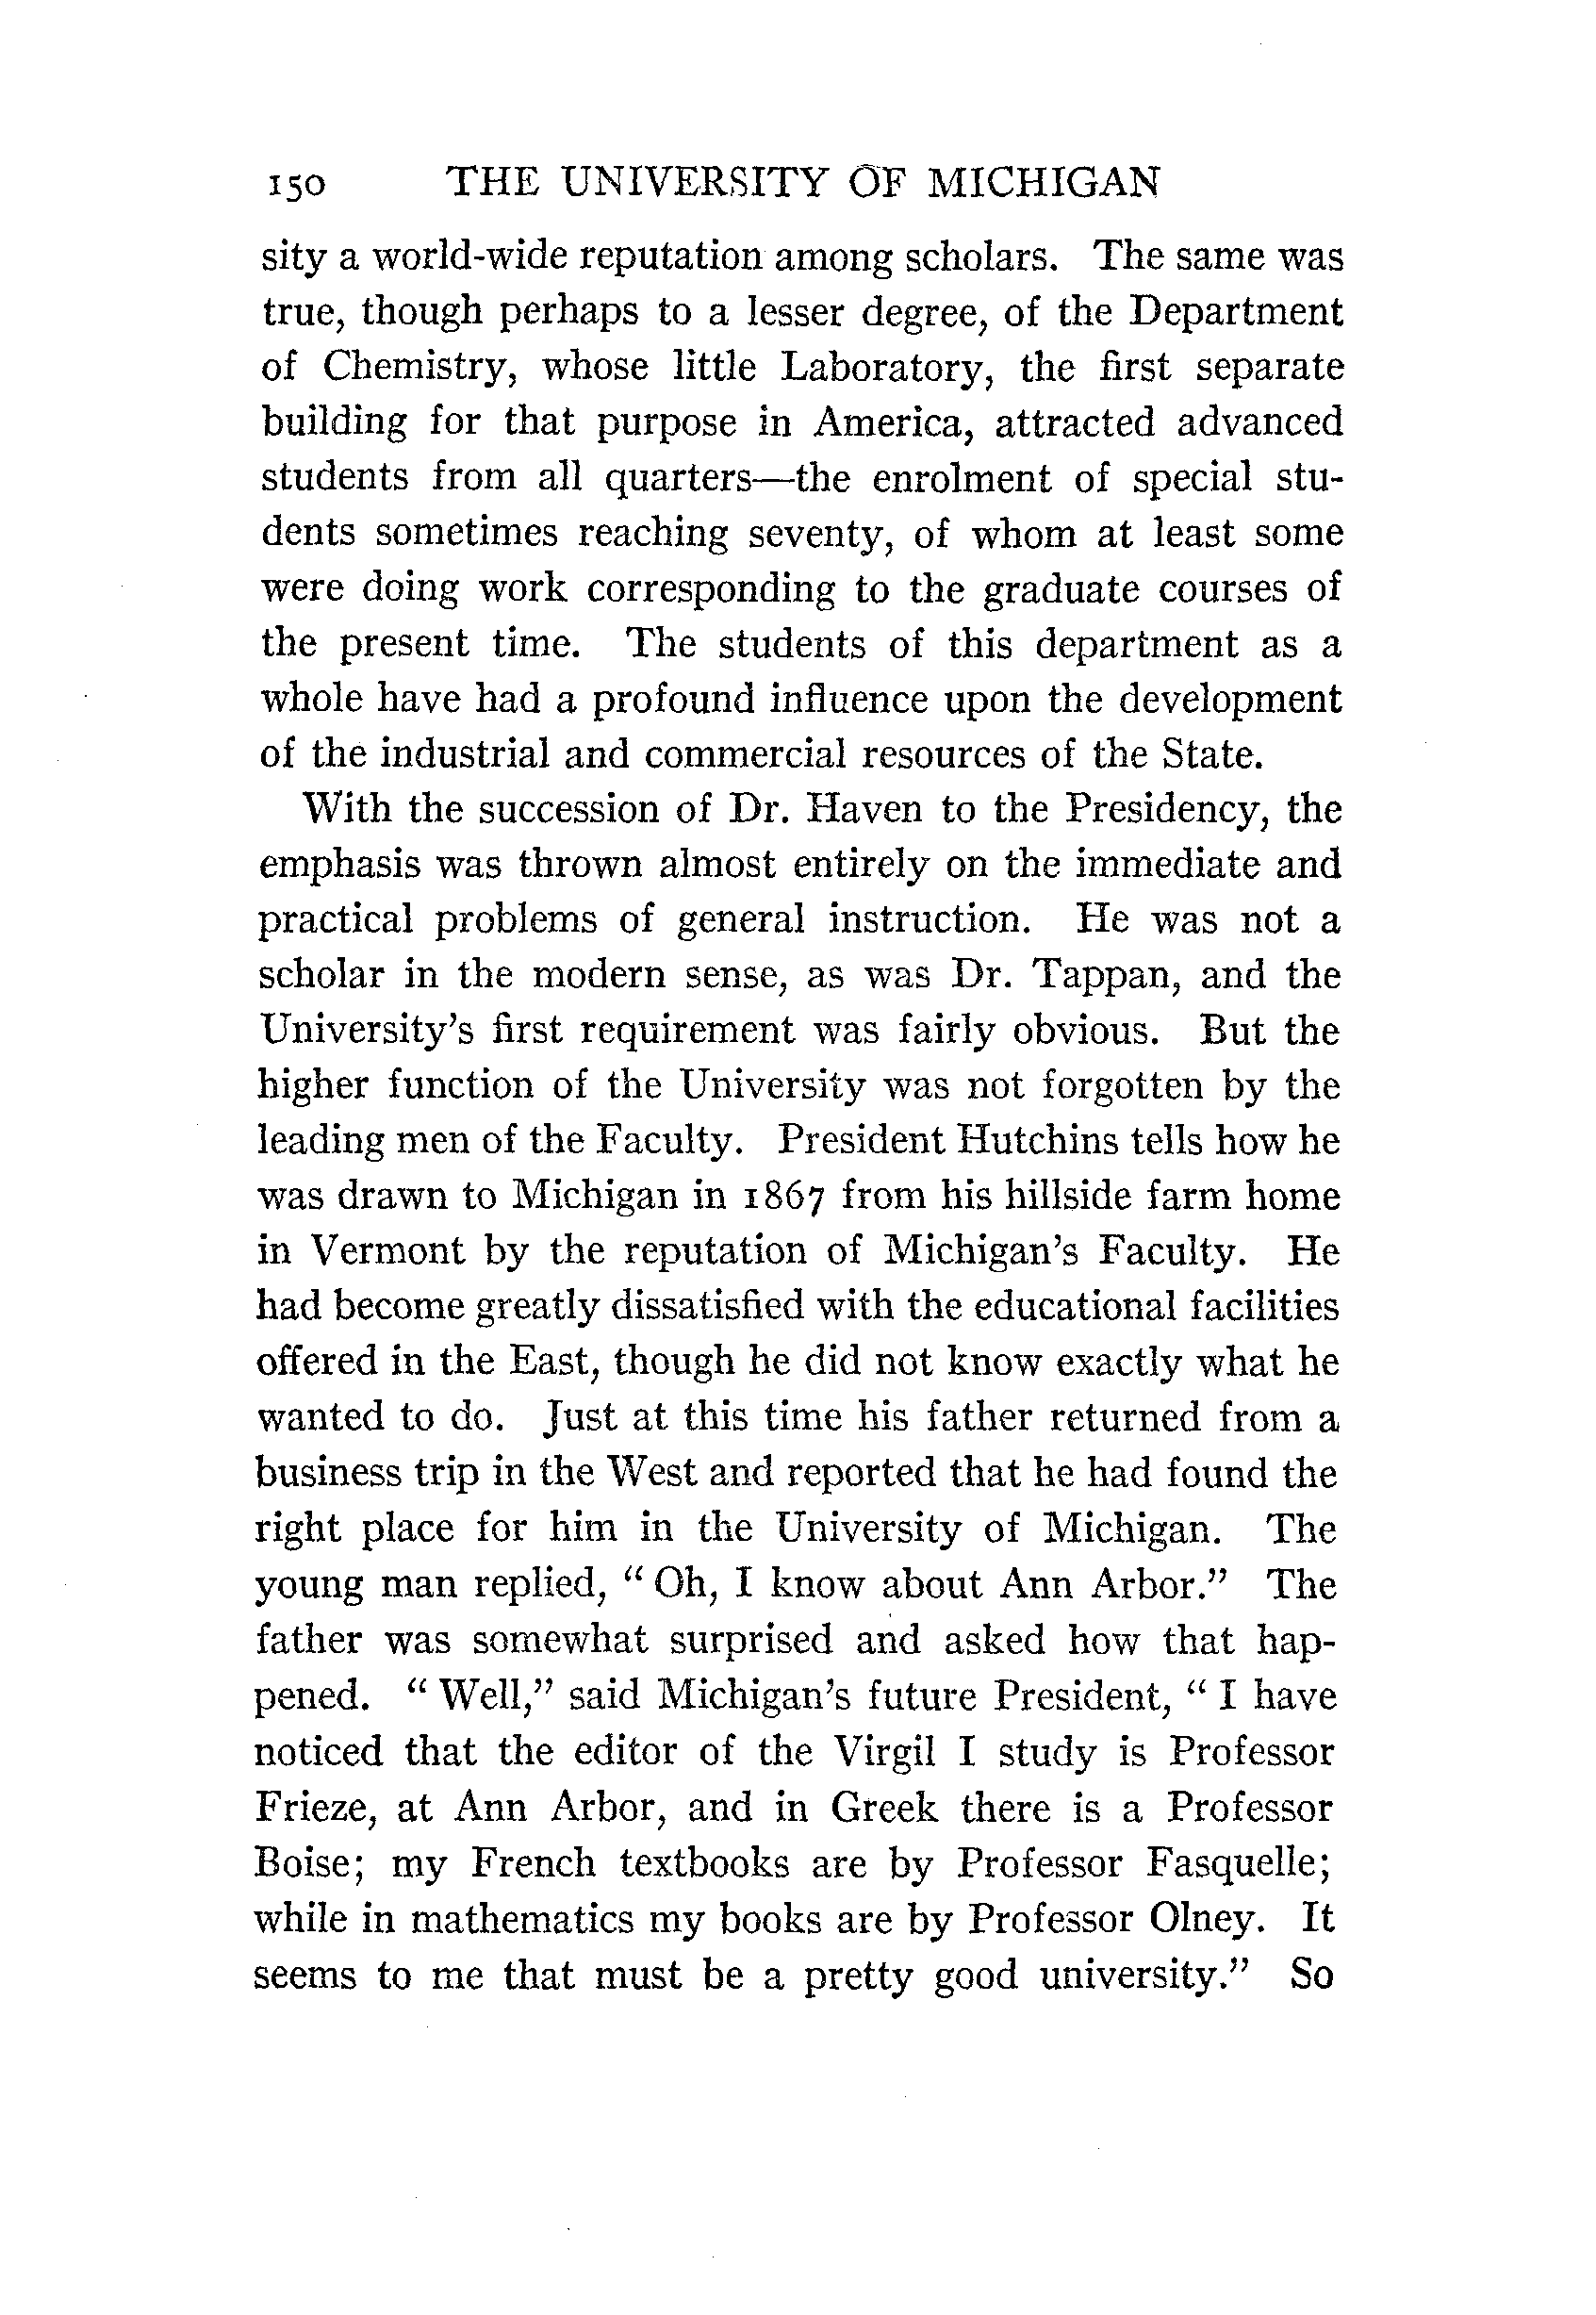 150 THE UNIVERSITY OF MICHIGAN
sity a world-wide reputation among scholars. The same was
true, though perhaps to a lesser degree, of the Department
of Chemistry, whose little Laboratory, the first separate
building for that purpose in America, attracted advanced
students from all quarters—the enrolment of special stu-
dents sometimes reaching seventy, of whom at least some
were doing work corresponding to the graduate courses of
the present time. The students of this department as a
whole have had a profound influence upon the development
of the industrial and commercial resources of the State.
With the succession of Dr. Haven to the Presidency, the
emphasis was thrown almost entirely on the immediate and
practical problems of general instruction. He was not a
scholar in the modern sense, as was Dr. Tappan, and the
University's first requirement was fairly obvious. But the
higher function of the University was not forgotten by the
leading men of the Faculty. President Hutchins tells how he
was drawn to Michigan in 1867 from his hillside farm home
in Vermont by the reputation of Michigan's Faculty. He
had become greatly dissatisfied with the educational facilities
offered in the East, though he did not know exactly what he
wanted to do. Just at this time his father returned from a
business trip in the West and reported that he had found the
right place for him in the University of Michigan. The
young man replied, " Oh, I know about Ann Arbor." The
father was somewhat surprised and asked how that hap-
pened. " Well," said Michigan's future President, " I have
noticed that the editor of the Virgil I study is Professor
Frieze, at Ann Arbor, and in Greek there is a Professor
Boise; my French textbooks are by Professor Fasquelle;
while in mathematics my books are by Professor Olney. It
seems to me that must be a pretty good university." So